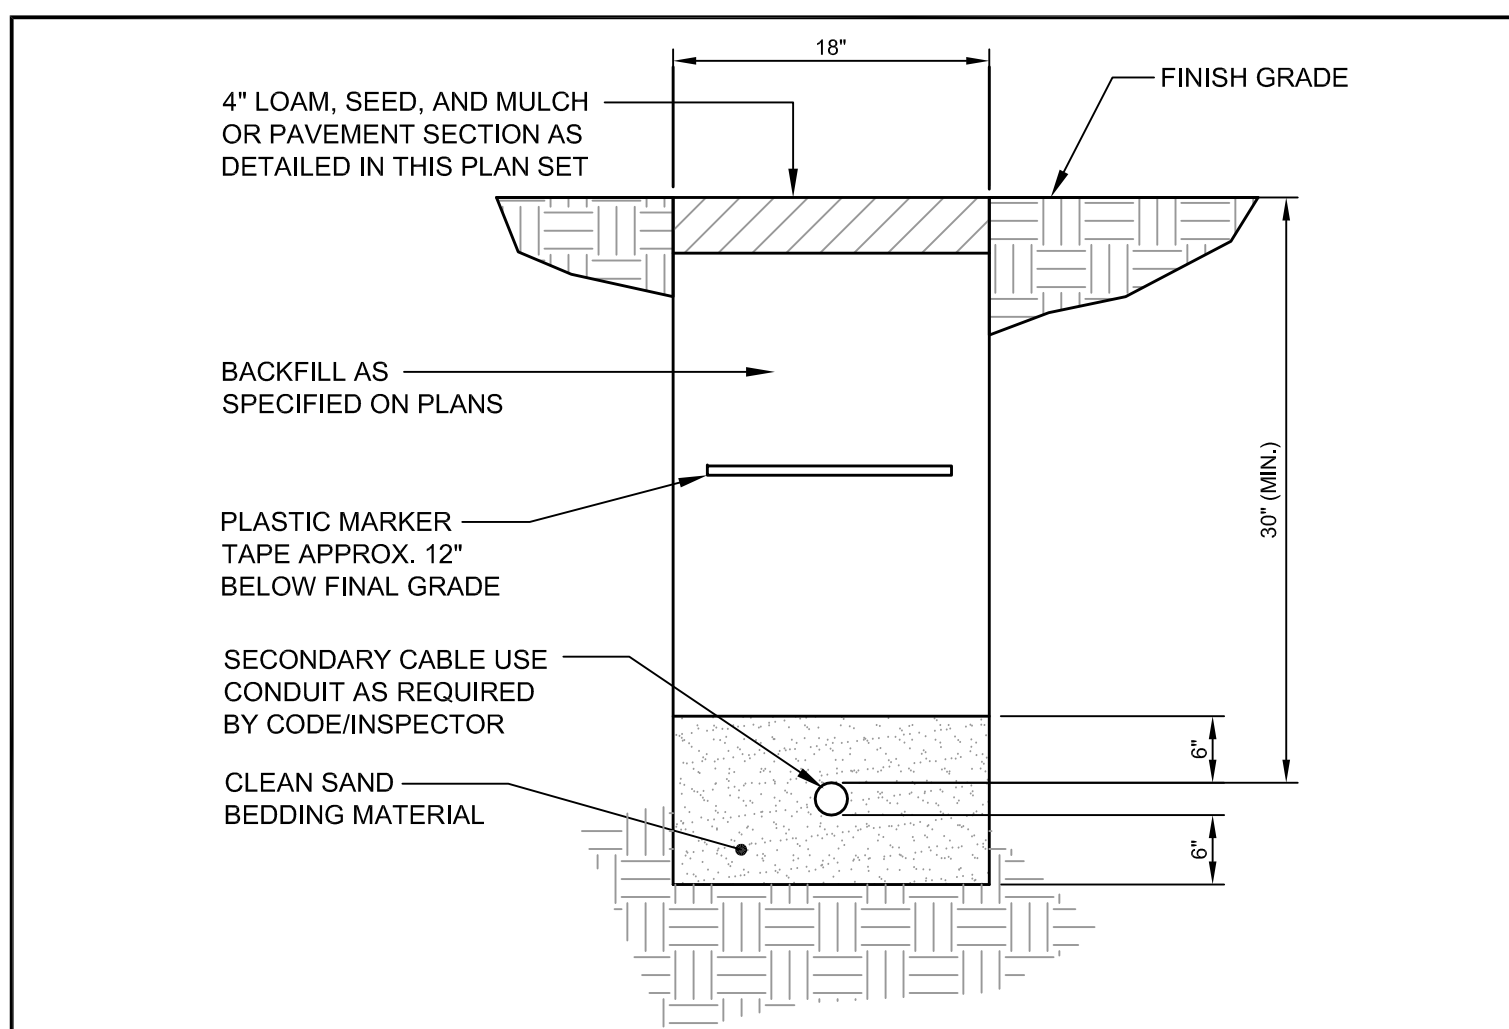 18"
FINISH GRADE
4" LOAM, SEED, AND MULCH
OR PAVEMENT SECTION AS
DETAILED IN THIS PLAN SET
BACKFILL AS
SPECIFIED ON PLANS
30" (MIN.)
PLASTIC MARKER
TAPE APPROX. 12"
BELOW FINAL GRADE
SECONDARY CABLE USE
CONDUIT AS REQUIRED
BY CODE/INSPECTOR
6"
CLEAN SAND
BEDDING MATERIAL
6"